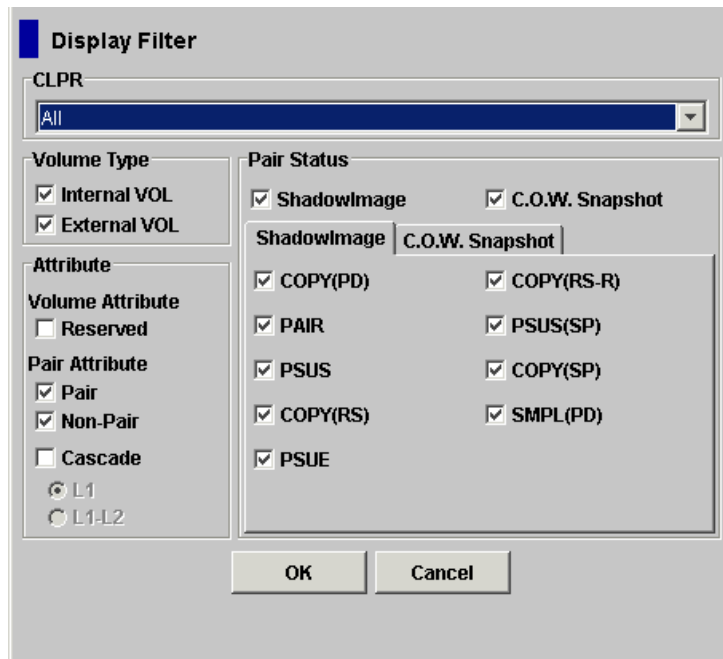 Display Filter
CLPR
All
Volume Type
Internal VOL
External VOL
Attribute
Volume Attribute
Reserved
Pair Attribute
Pair
Non-Pair
Cascade
L1
L1-L2
Pair Status
ShadowImage C.O.W. Snapshot
ShadowImage C.O.W. Snapshot
COPY(PD) COPY(RS-R)
PAIR PSUS(SP)
PSUS COPY(SP)
COPY(RS) SMPL(PD)
PSUE
OK Cancel